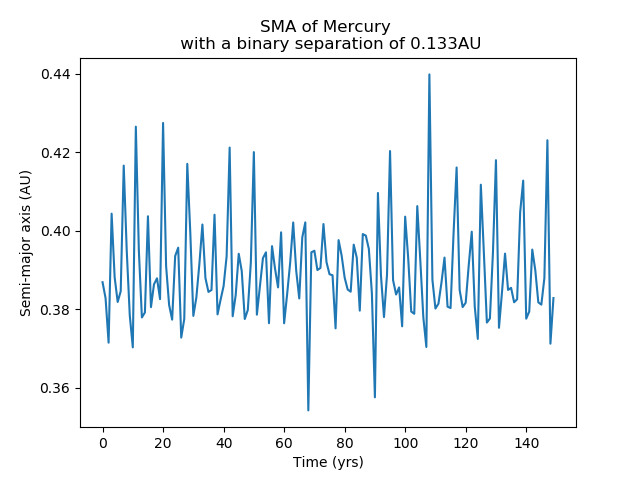 SMA of Mercury
with a binary separation of 0.133AU
0.44
0.42
0.40
0.38
0.36
Semi-major axis (AU)
0 20 40 60 80 100 120 140
Time (yrs)